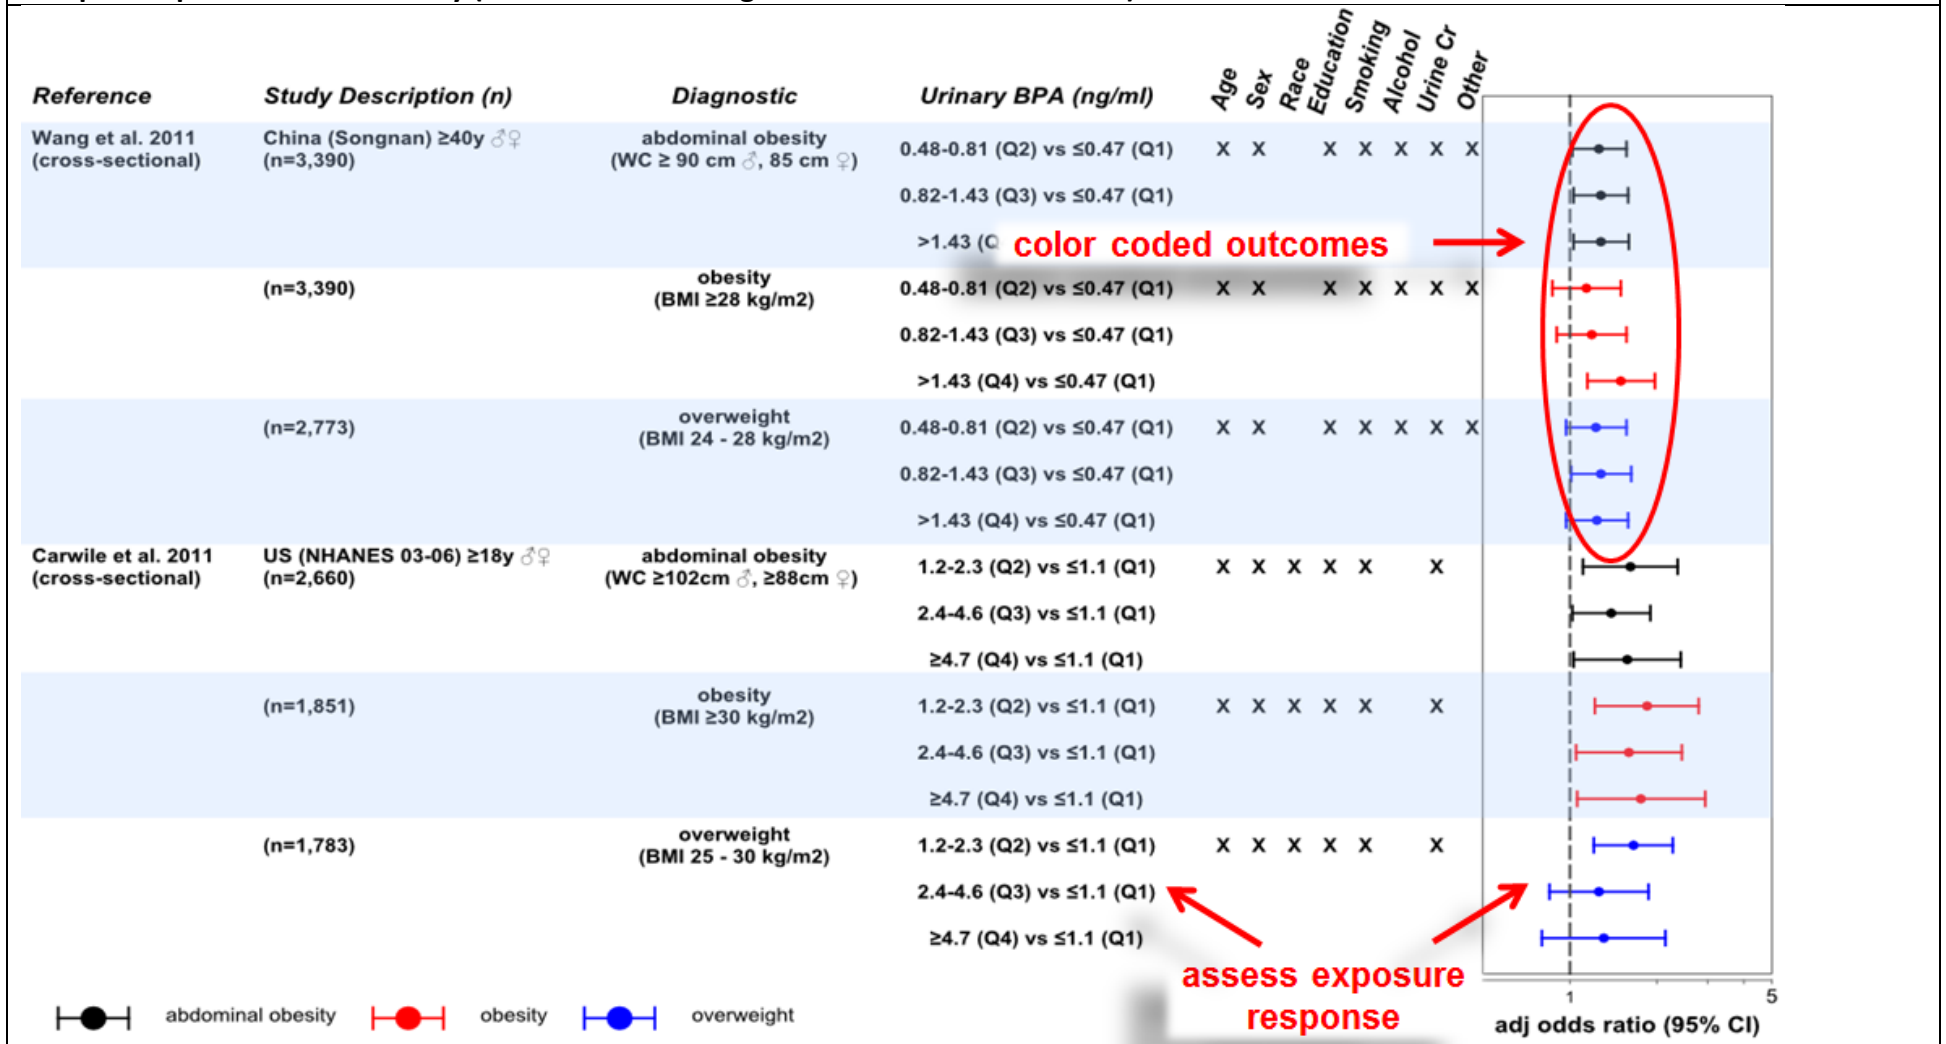 Reference Study Description (n) Diagnostic Urinary BPA (ng/ml) Age Sex Race Education Smoking Alcohol Urine Cr Other
Wang et al. 2011 China (Songnan) ≥40y ♂♀ abdominal obesity
(cross-sectional) (n=3,390) (WC ≥ 90 cm ♂, 85 cm ♀)
0.48-0.81 (Q2) vs ≤0.47 (Q1) X X X X X X X
0.82-1.43 (Q3) vs ≤0.47 (Q1)
>1.43 (Q
color coded outcomes
(n=3,390) obesity
(BMI ≥28 kg/m2)
0.48-0.81 (Q2) vs ≤0.47 (Q1) X X X X X X X
0.82-1.43 (Q3) vs ≤0.47 (Q1)
>1.43 (Q4) vs ≤0.47 (Q1)
(n=2,773) overweight
(BMI 24 - 28 kg/m2)
0.48-0.81 (Q2) vs ≤0.47 (Q1) X X X X X X X
0.82-1.43 (Q3) vs ≤0.47 (Q1)
>1.43 (Q4) vs ≤0.47 (Q1)
Carwile et al. 2011 US (NHANES 03-06) ≥18y ♂♀ abdominal obesity
(cross-sectional) (n=2,660) (WC ≥102cm ♂, ≥88cm ♀)
1.2-2.3 (Q2) vs ≤1.1 (Q1) X X X X X X
2.4-4.6 (Q3) vs ≤1.1 (Q1)
≥4.7 (Q4) vs ≤1.1 (Q1)
(n=1,851) obesity
(BMI ≥30 kg/m2)
1.2-2.3 (Q2) vs ≤1.1 (Q1) X X X X X X
2.4-4.6 (Q3) vs ≤1.1 (Q1)
≥4.7 (Q4) vs ≤1.1 (Q1)
(n=1,783) overweight
(BMI 25 - 30 kg/m2)
1.2-2.3 (Q2) vs ≤1.1 (Q1) X X X X X X
2.4-4.6 (Q3) vs ≤1.1 (Q1)
≥4.7 (Q4) vs ≤1.1 (Q1)
assess exposure
response
1 5
adj odds ratio (95% CI)
abdominal obesity obesity overweight